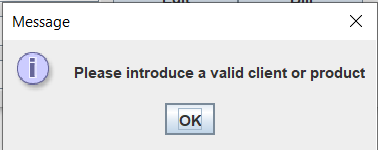 Message
Please introduce a valid client or product
OK